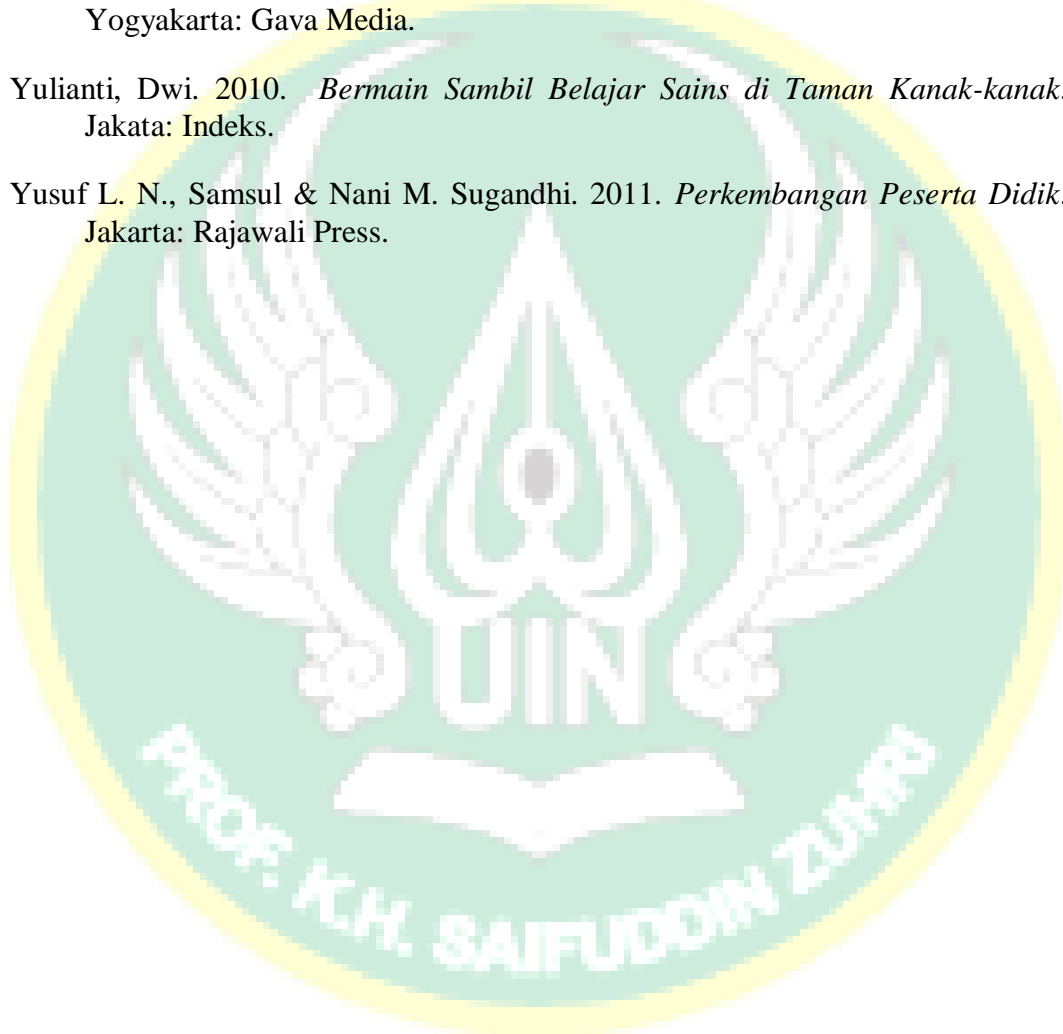 Yogyakarta: Gava Media.
Yulianti, Dwi. 2010. Bermain Sambil Belajar Sains di Taman Kanak-kanak.
Jakata: Indeks.
Yusuf L. N., Samsul & Nani M. Sugandhi. 2011. Perkembangan Peserta Didik.
Jakarta: Rajawali Press.
UIN
PROF. K.H. SAIFUDDIN ZUHRI